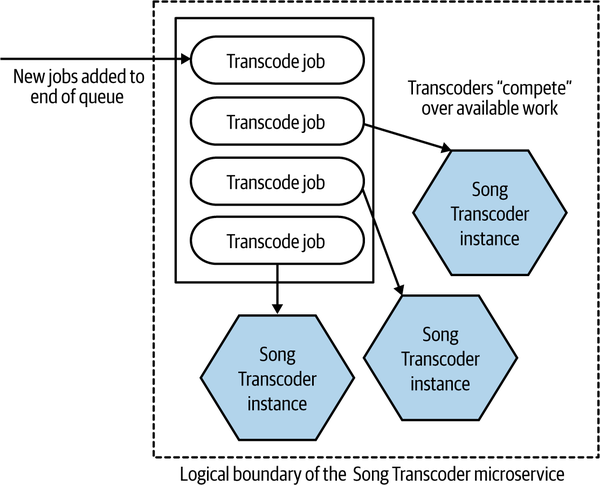 New jobs added to
end of queue
Transcode job
Transcode job
Transcode job
Transcode job
Transcoders “compete”
over available work
Song
Transcoder
instance
Song
Transcoder
instance
Song
Transcoder
instance
Logical boundary of the Song Transcoder microservice